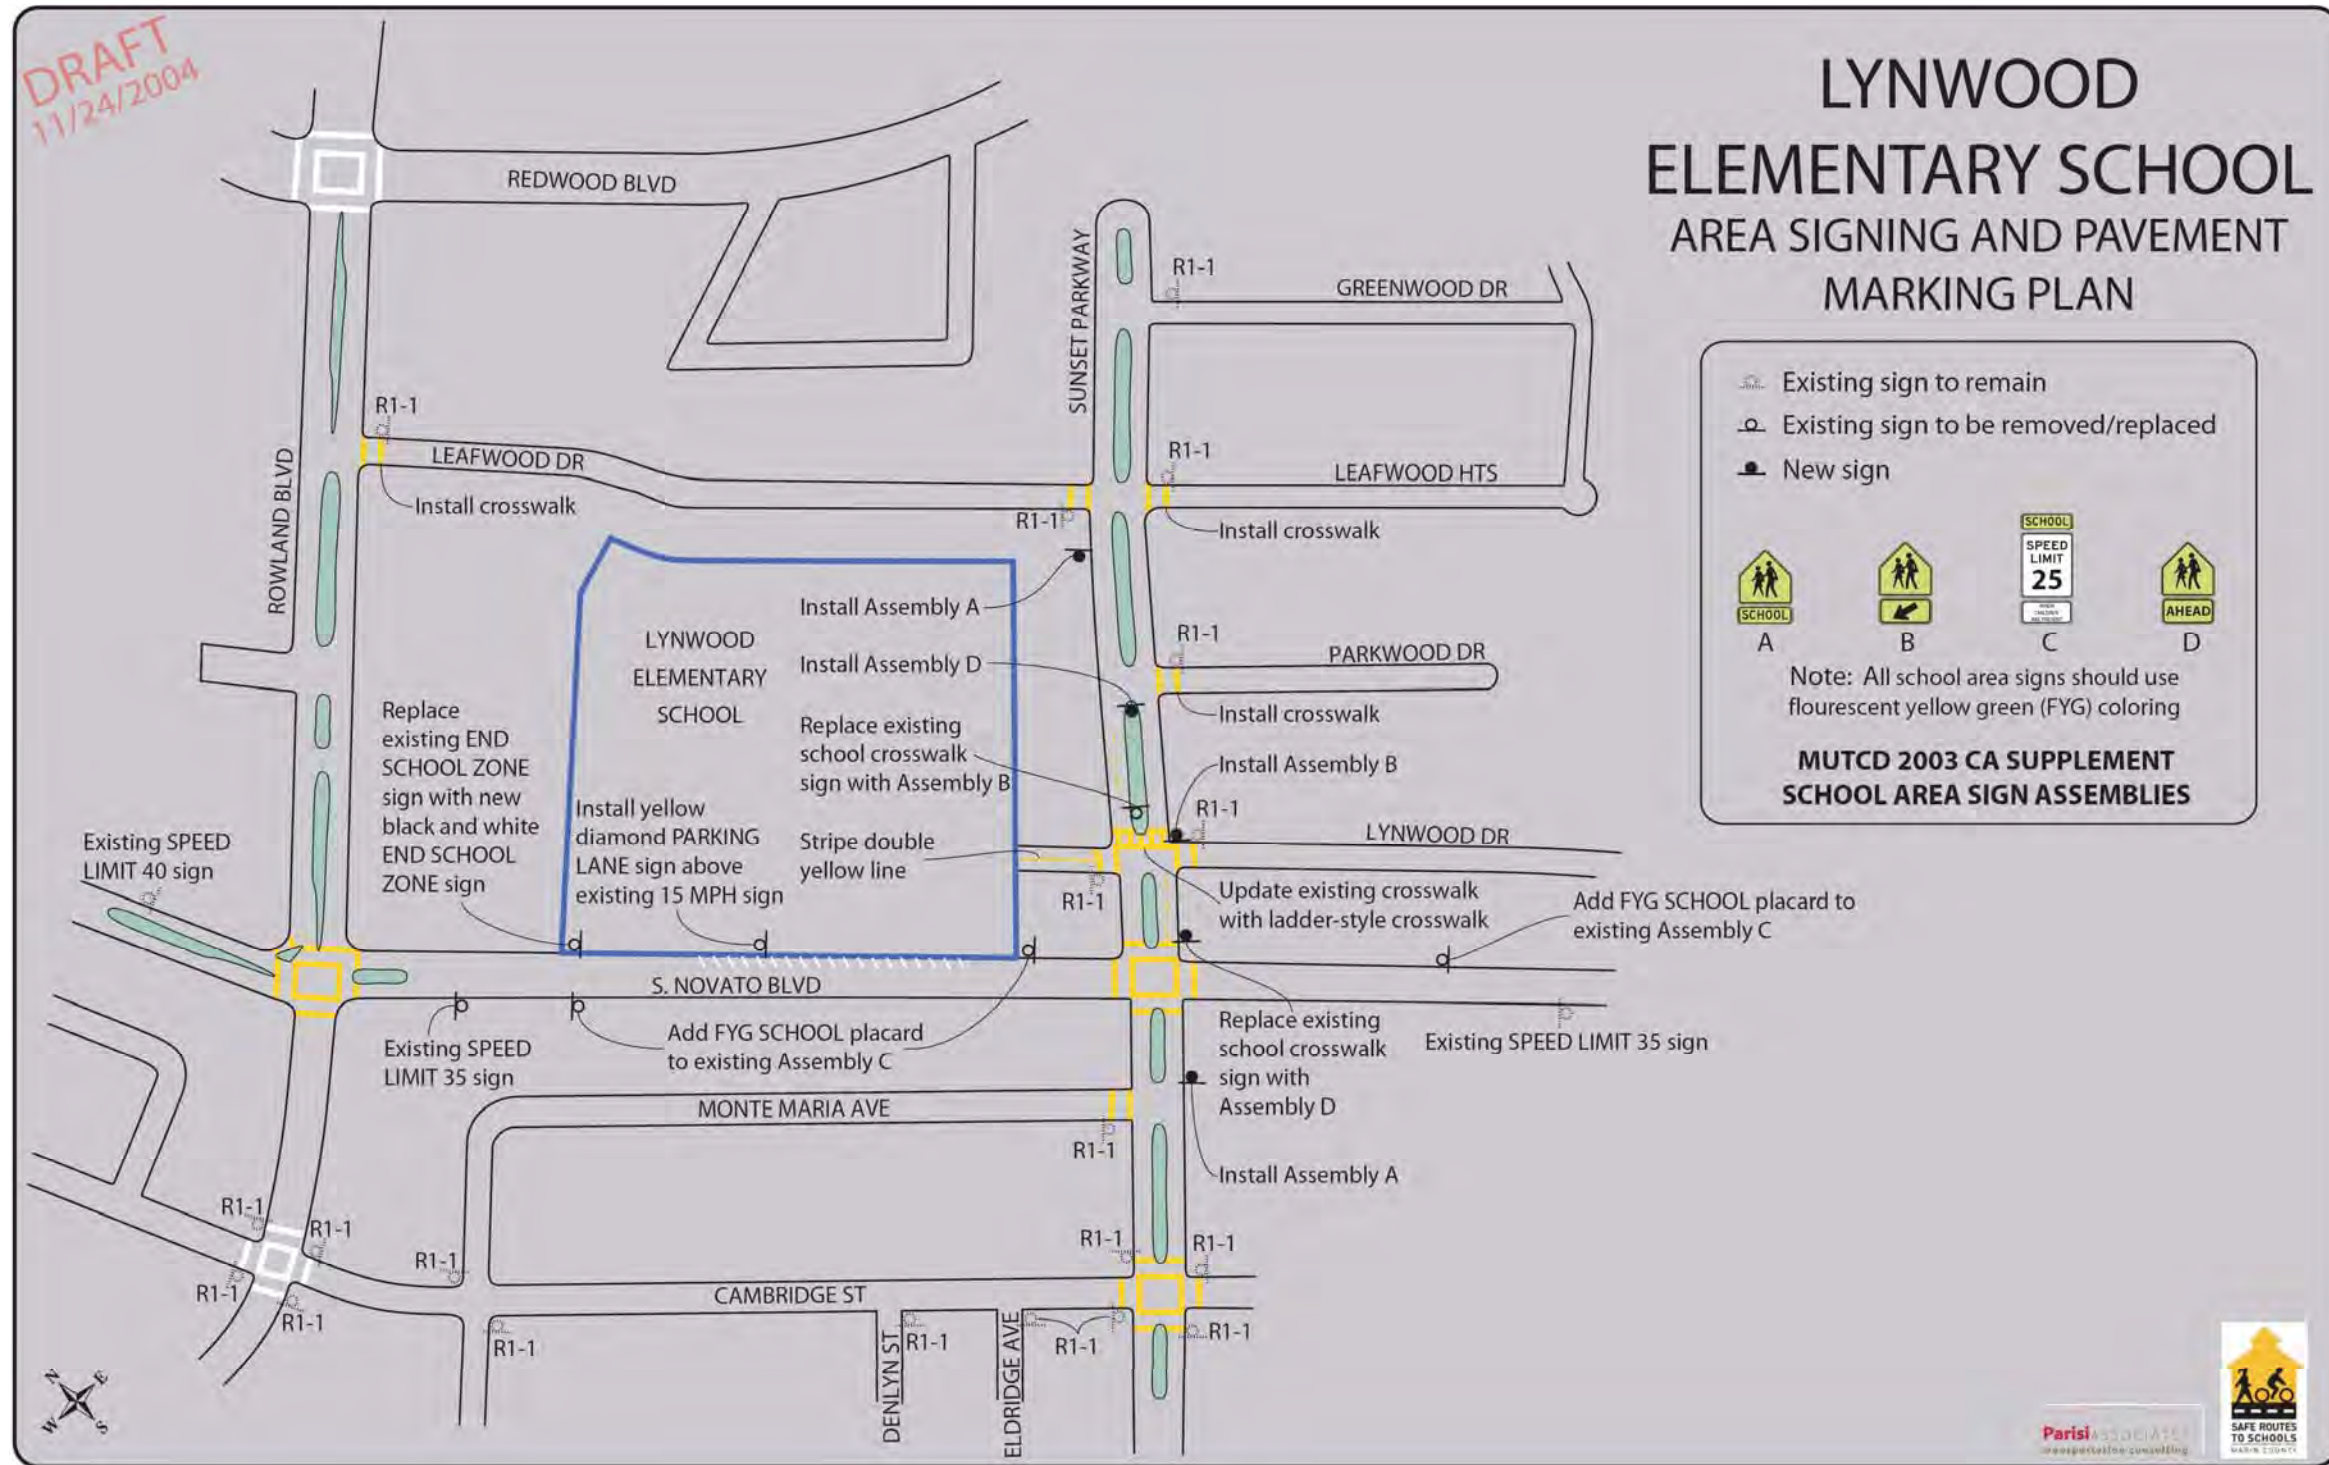 DRAFT
11/24/2004
LYNWOOD
ELEMENTARY SCHOOL
AREA SIGNING AND PAVEMENT
MARKING PLAN
Existing sign to remain
Existing sign to be removed/replaced
New sign
SCHOOL
A
B
SCHOOL
SPEED
LIMIT
25
C
AHEAD
D
Note: All school area signs should use
flourescent yellow green (FYG) coloring
MUTCD 2003 CA SUPPLEMENT
SCHOOL AREA SIGN ASSEMBLIES
REDWOOD BLVD
SUNSET PARKWAY
R1-1
GREENWOOD DR
R1-1
LEAFWOOD DR
Install crosswalk
ROWLAND BLVD
R1-1
LEAFWOOD HTS
R1-1
Install crosswalk
Install Assembly A
LYNWOOD
ELEMENTARY
SCHOOL
Install Assembly D
R1-1
PARKWOOD DR
Install crosswalk
Replace
existing END
SCHOOL ZONE
sign with new
black and white
END SCHOOL
ZONE sign
Replace existing
school crosswalk
sign with Assembly B
Install Assembly B
R1-1
LYNWOOD DR
Install yellow
diamond PARKING
LANE sign above
existing 15 MPH sign
Stripe double
yellow line
Existing SPEED
LIMIT 40 sign
R1-1
Update existing crosswalk
with ladder-style crosswalk
Add FYG SCHOOL placard to
existing Assembly C
S. NOVATO BLVD
Existing SPEED
LIMIT 35 sign
Add FYG SCHOOL placard
to existing Assembly C
Replace existing
school crosswalk
sign with
Assembly D
Existing SPEED LIMIT 35 sign
MONTE MARIA AVE
R1-1
Install Assembly A
R1-1
R1-1
R1-1
R1-1
R1-1
R1-1
R1-1
CAMBRIDGE ST
R1-1
DENLYN ST
R1-1
ELDRIDGE AVE
R1-1
R1-1
N
E
W
S
Parisi ASSOCIATES
transportation consulting
SAFE ROUTES
TO SCHOOLS
MARIN COUNTY